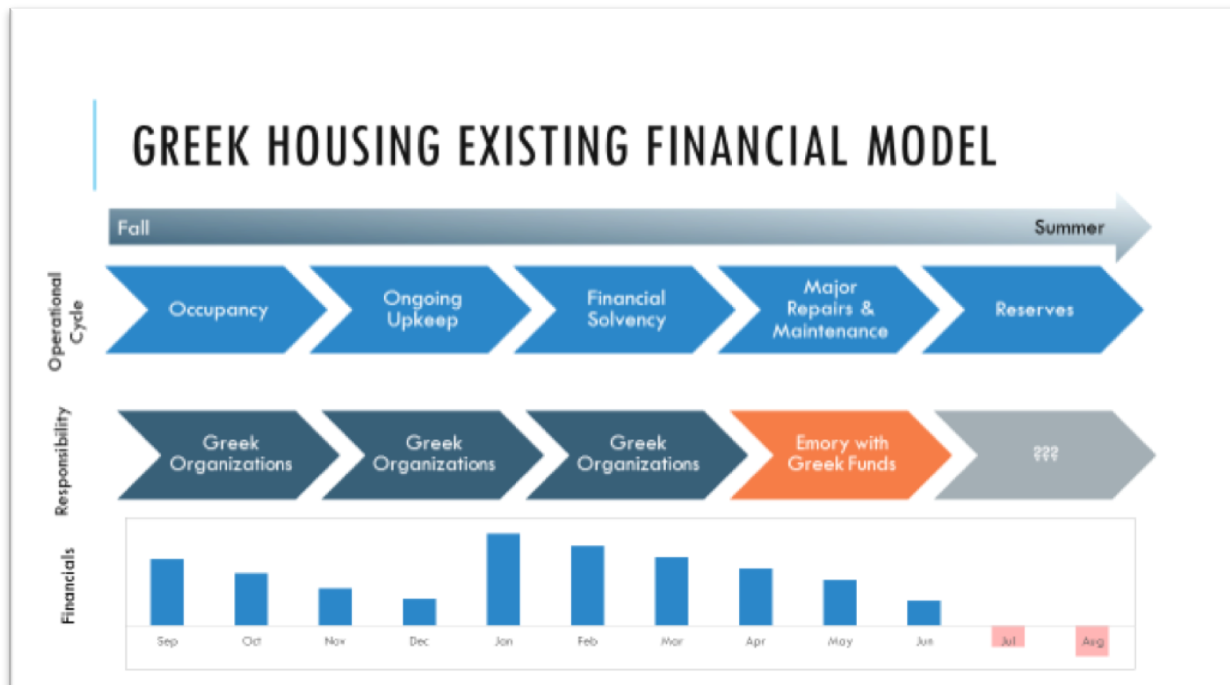 GREEK HOUSING EXISTING FINANCIAL MODEL
Fall
Summer
Operational
Cycle
Occupancy
Ongoing
Upkeep
Financial
Solvency
Major
Repairs &
Maintenance
Reserves
Responsibility
Greek
Organizations
Greek
Organizations
Greek
Organizations
Emory with
Greek Funds
???
Financials
Sep
Oct
Nov
Dec
Jan
Feb
Mar
Apr
May
Jun
Jul
Aug